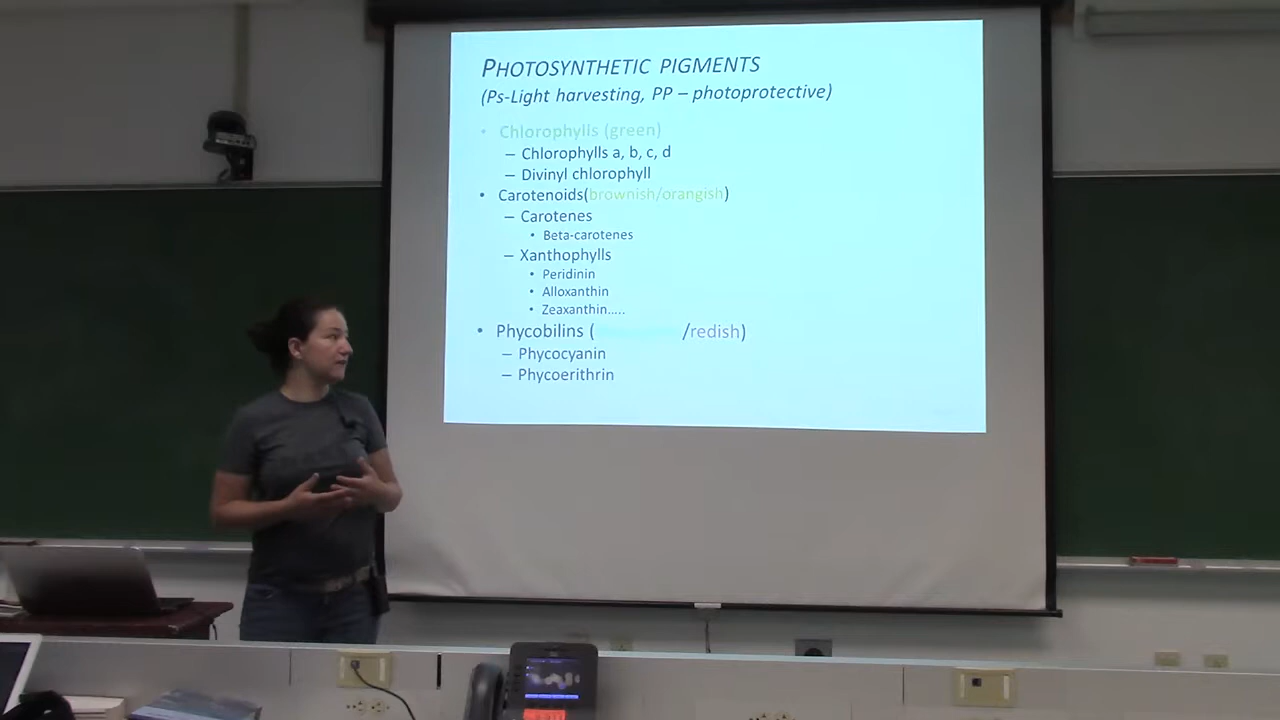 PHOTOSYNTHETIC PIGMENTS
(Ps-Light harvesting, PP – photoprotective)
• Chlorophylls (green)
– Chlorophylls a, b, c, d
– Divinyl chlorophyll
• Carotenoids(brownish/orangish)
– Carotenes
• Beta-carotenes
– Xanthophylls
• Peridinin
• Alloxanthin
• Zeaxanthin.....
• Phycobilins ( /redish)
– Phycocyanin
– Phycoerithrin